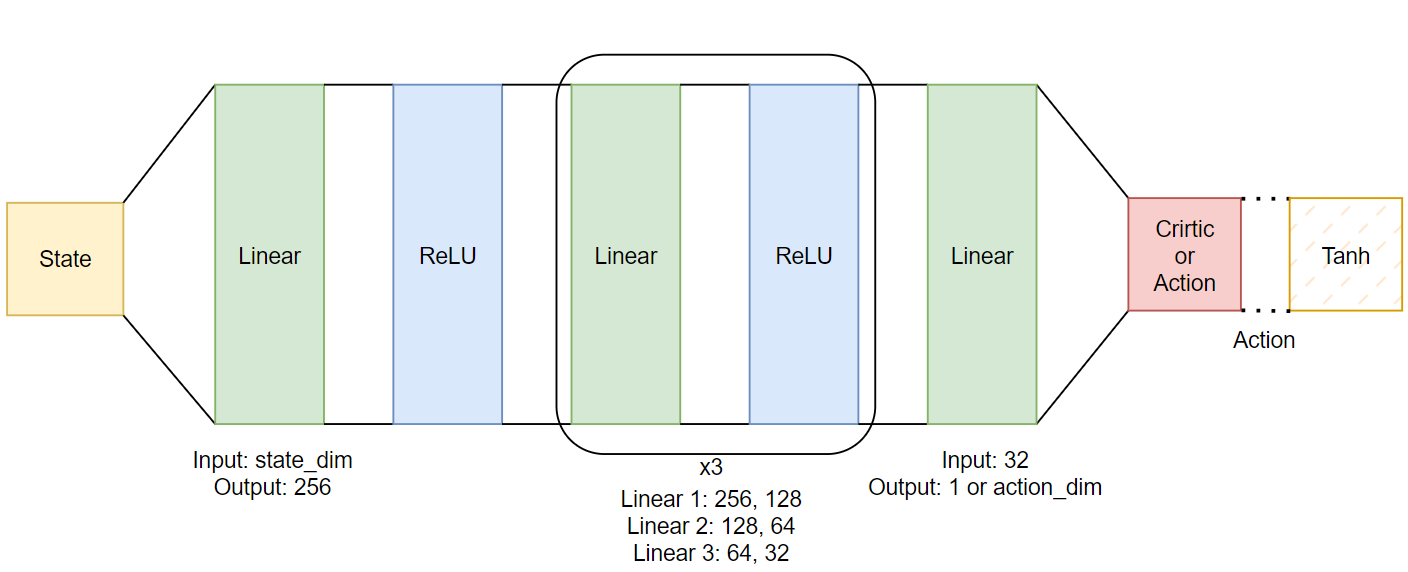 State
Linear
ReLU
Linear
ReLU
Linear
Crirtic
or
Action
Tanh
Action
Input: state_dim
Output: 256
x3
Linear 1: 256, 128
Linear 2: 128, 64
Linear 3: 64, 32
Input: 32
Output: 1 or action_dim